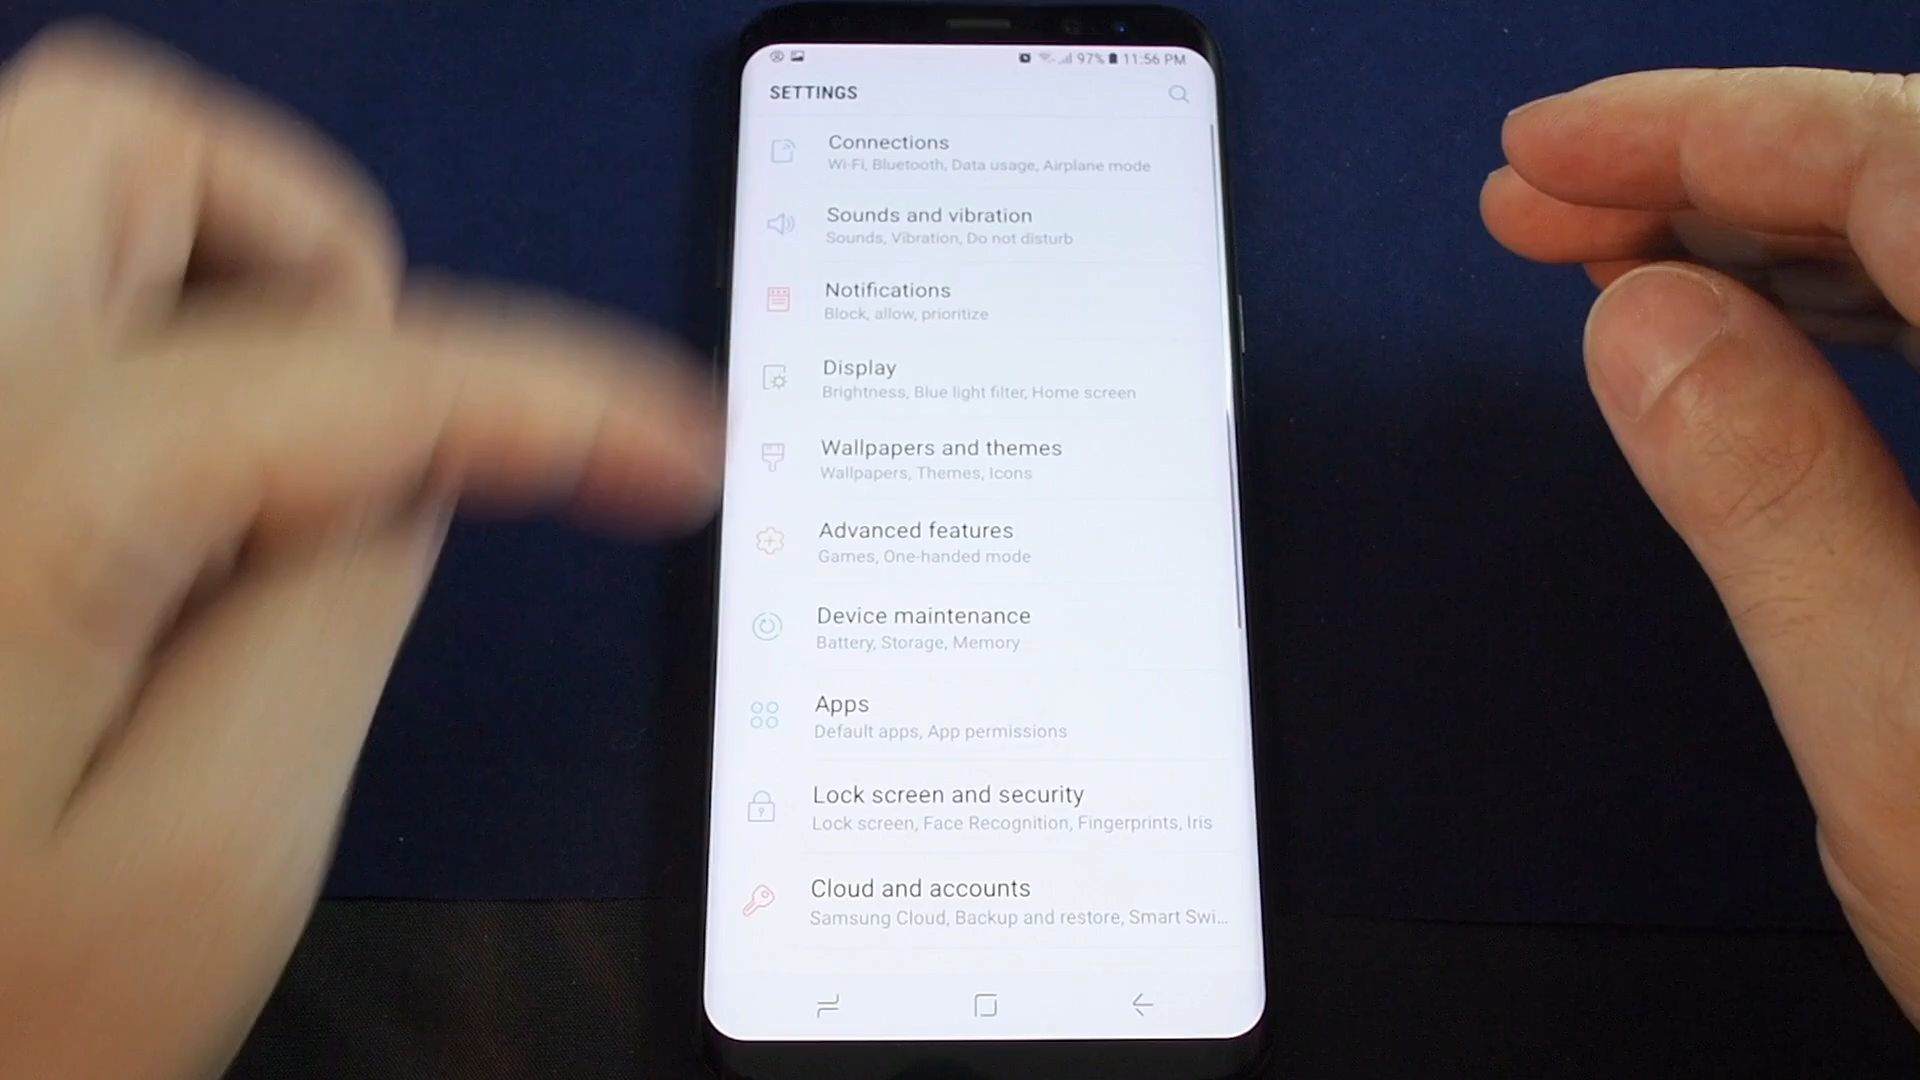 97% 11:56 PM
SETTINGS
Connections
Wi-Fi, Bluetooth, Data usage, Airplane mode
Sounds and vibration
Sounds, Vibration, Do not disturb
Notifications
Block, allow, prioritize
Display
Brightness, Blue light filter, Home screen
Wallpapers and themes
Wallpapers, Themes, Icons
Advanced features
Games, One-handed mode
Device maintenance
Battery, Storage, Memory
Apps
Default apps, App permissions
Lock screen and security
Lock screen, Face Recognition, Fingerprints, Iris
Cloud and accounts
Samsung Cloud, Backup and restore, Smart Swi...